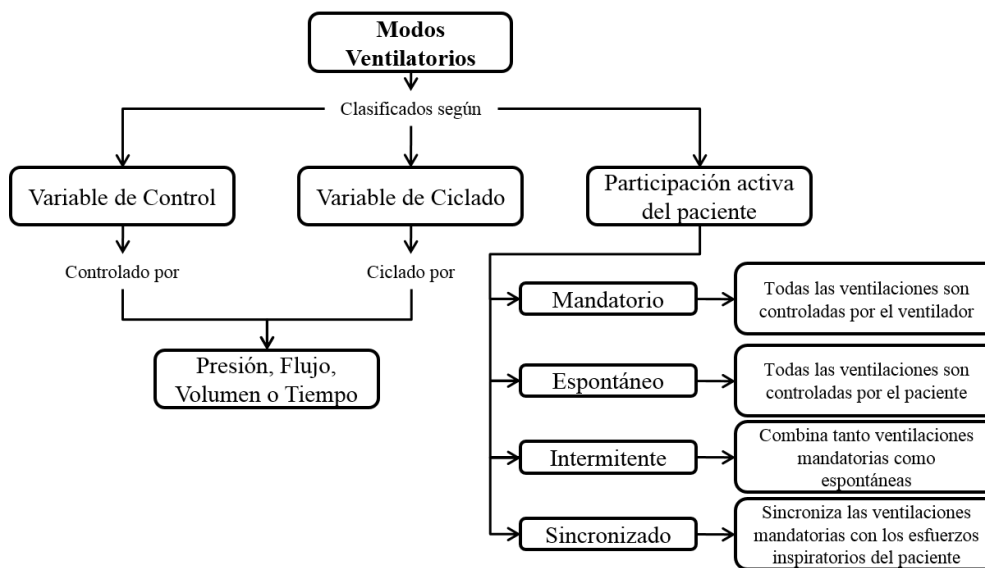 Modos
Ventilatorios
Clasificados según
Variable de Control
Variable de Ciclado
Participación activa
del paciente
Controlado por
Ciclado por
Presión, Flujo,
Volumen o Tiempo
Mandatorio
Todas las ventilaciones son
controladas por el ventilador
Espontáneo
Todas las ventilaciones son
controladas por el paciente
Intermitente
Combina tanto ventilaciones
mandatorias como
espontáneas
Sincronizado
Sincroniza las ventilaciones
mandatorias con los esfuerzos
inspiratorios del paciente